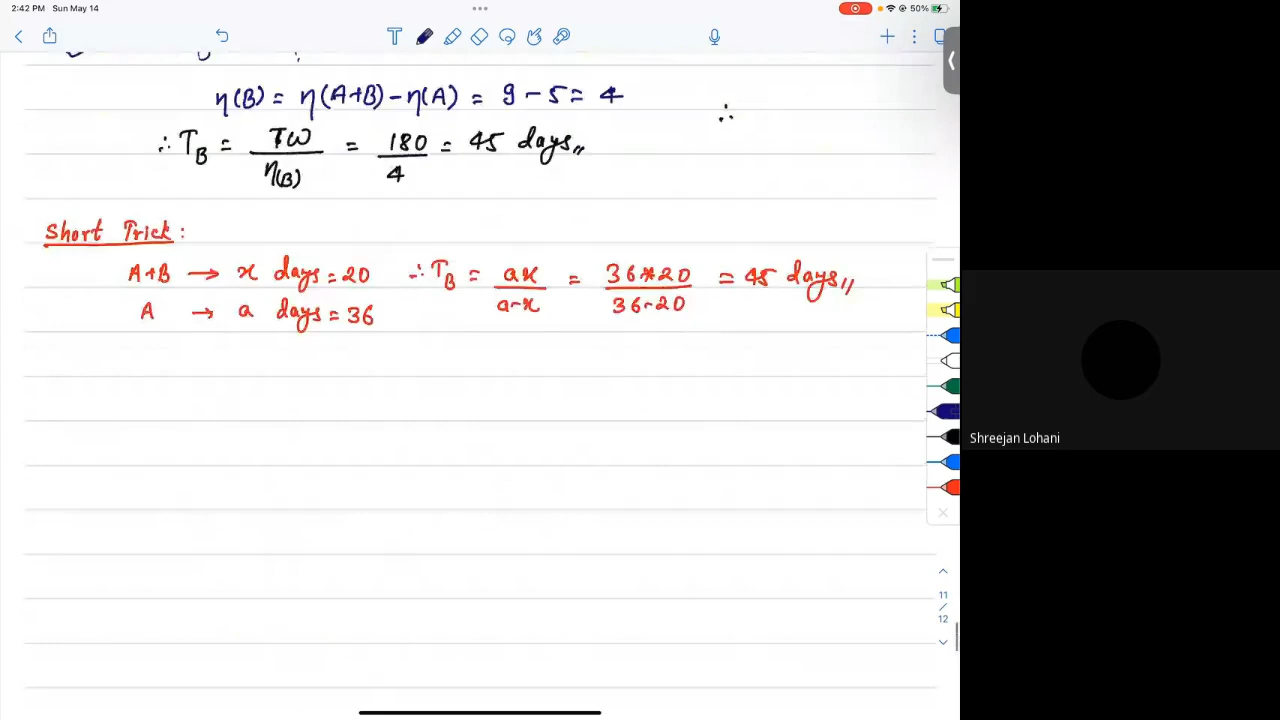 2:42 PM Sun May 14
50%
η(B) = η(A+B) - η(A) = 9 - 5 = 4
∴
∴ T_B = TW / η(B) = 180 / 4 = 45 days,,
Short Trick:
A+B → x days = 20 ∴ T_B = ax / a-x = 36*20 / 36-20 = 45 days,,
A → a days = 36
Shreejan Lohani
11
/
12